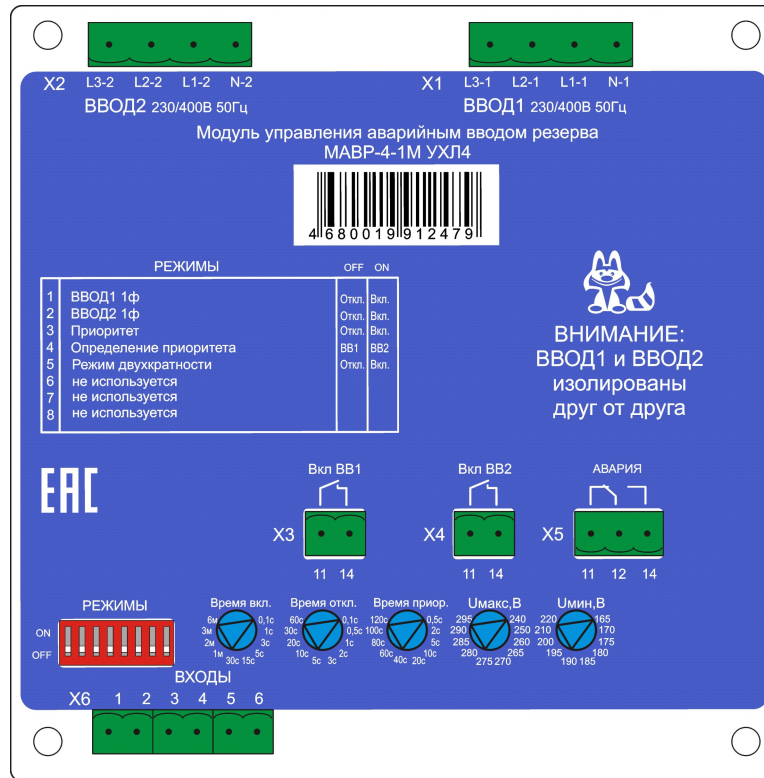 X2 L3-2 L2-2 L1-2 N-2
X1 L3-1 L2-1 L1-1 N-1
ВВОД2 230/400В 50Гц
ВВОД1 230/400В 50Гц
Модуль управления аварийным вводом резерва
МАВР-4-1М УХЛ4
4 680019 912479
РЕЖИМЫ OFF ON
1 ВВОД1 1ф Откл. Вкл.
2 ВВОД2 1ф Откл. Вкл.
3 Приоритет Откл. Вкл.
4 Определение приоритета ВВ1 ВВ2
5 Режим двухкратности Откл. Вкл.
6 не используется
7 не используется
8 не используется
ВНИМАНИЕ:
ВВОД1 и ВВОД2
изолированы
друг от друга
EAC
Вкл ВВ1
X3
11 14
Вкл ВВ2
X4
11 14
АВАРИЯ
X5
11 12 14
РЕЖИМЫ
ON
OFF
Время вкл.
6м 0,1с
3м 1с
2м 3с
1м 5с
30с 15с
Время откл.
60с 0,1с
30с 0,5с
20с 1с
10с 2с
5с 3с
Время приор.
120с 0,5с
100с 2с
80с 5с
60с 10с
40с 20с
Uмакс,В
295 240
290 250
285 260
280 265
275 270
Uмин,В
220 165
210 170
200 175
195 180
190 185
ВХОДЫ
X6 1 2 3 4 5 6